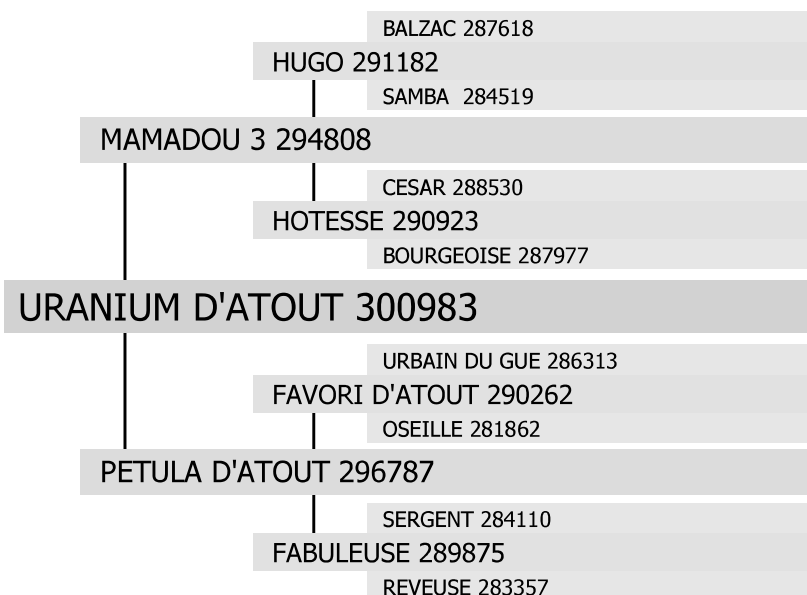 BALZAC 287618
HUGO 291182
SAMBA  284519
MAMADOU 3 294808
CESAR 288530
HOTESSE 290923
BOURGEOISE 287977
URANIUM D'ATOUT 300983
URBAIN DU GUE 286313
FAVORI D'ATOUT 290262
OSEILLE 281862
PETULA D'ATOUT 296787
SERGENT 284110
FABULEUSE 289875
REVEUSE 283357